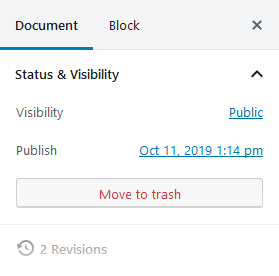 Document Block
Status & Visibility
Visibility Public
Publish Oct 11, 2019 1:14 pm
Move to trash
2 Revisions